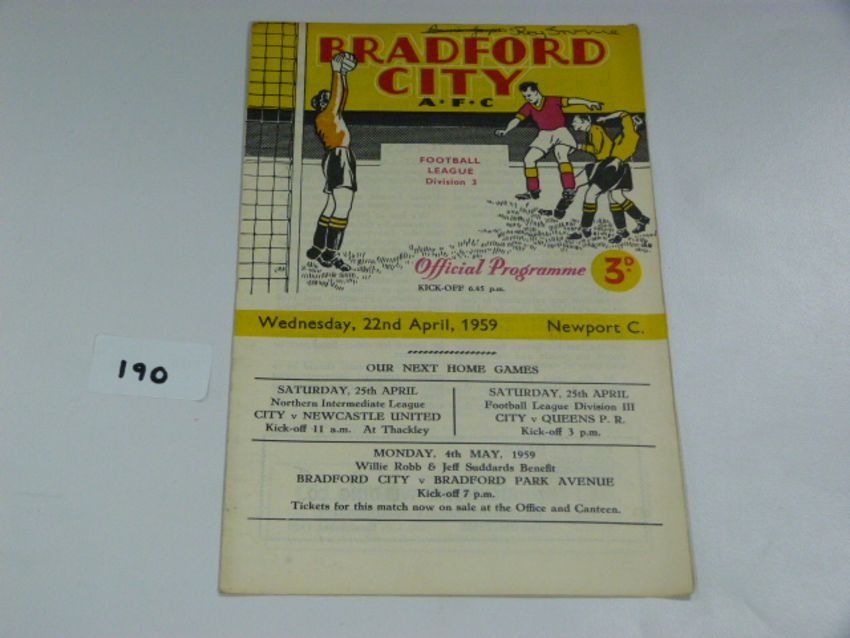 BRADFORD
CITY
A·F·C
FOOTBALL
LEAGUE
Division 3
Official Programme
3D.
KICK-OFF 6.45 p.m.
Wednesday, 22nd April, 1959 Newport C.
190
OUR NEXT HOME GAMES
SATURDAY, 25th APRIL
Northern Intermediate League
CITY v NEWCASTLE UNITED
Kick-off 11 a.m. At Thackley
SATURDAY, 25th APRIL
Football League Division III
CITY v QUEENS P. R.
Kick-off 3 p.m.
MONDAY, 4th MAY, 1959
Willie Robb & Jeff Suddards Benefit
BRADFORD CITY v BRADFORD PARK AVENUE
Kick-off 7 p.m.
Tickets for this match now on sale at the Office and Canteen.